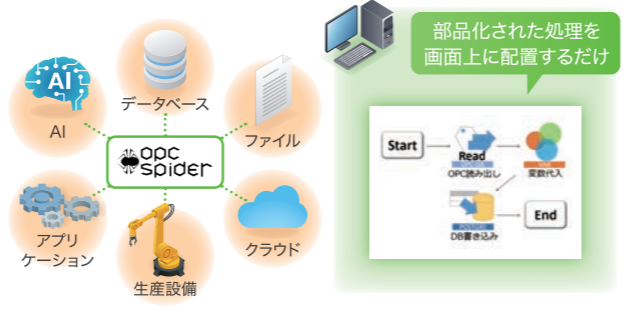 AI
AI
データベース
ファイル
opc
spider
アプリ
ケーション
生産設備
クラウド
部品化された処理を
画面上に配置するだけ
Start
Read
OPC読み出し
変数代入
DB書き込み
End